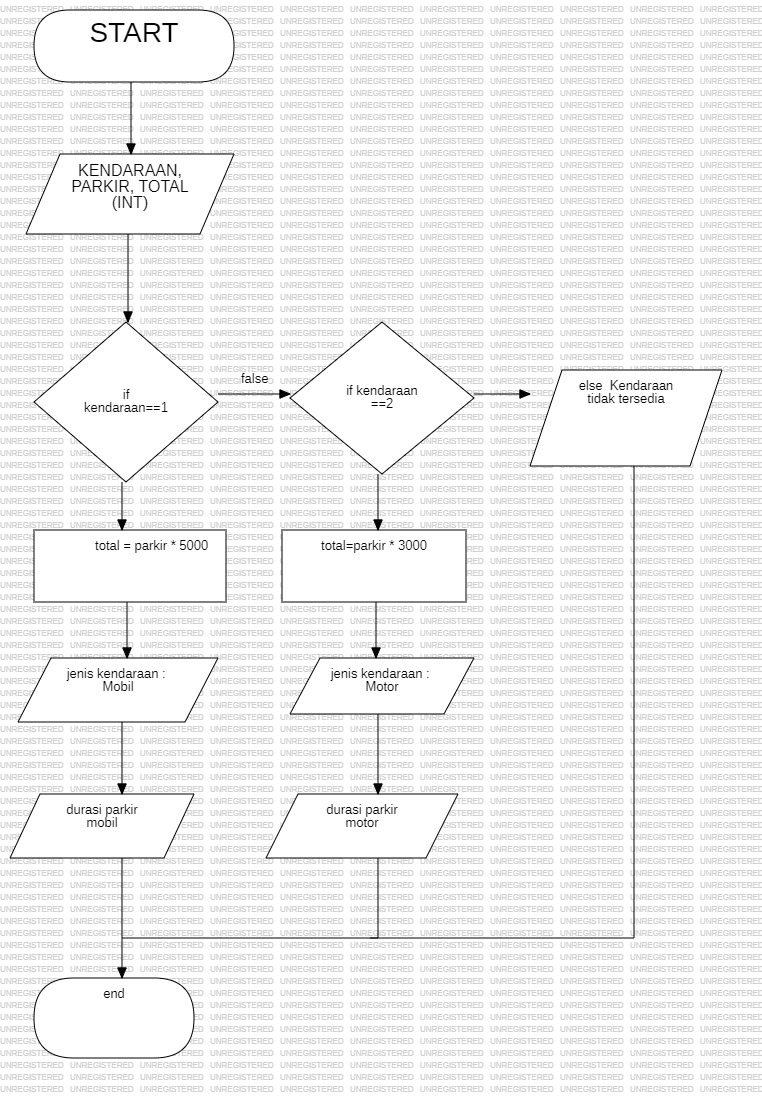 START
KENDARAAN,
PARKIR, TOTAL
(INT)
if
kendaraan==1
false
if kendaraan
==2
else Kendaraan
tidak tersedia
total = parkir * 5000
total=parkir * 3000
jenis kendaraan :
Mobil
jenis kendaraan :
Motor
durasi parkir
mobil
durasi parkir
motor
end
UNREGISTERED